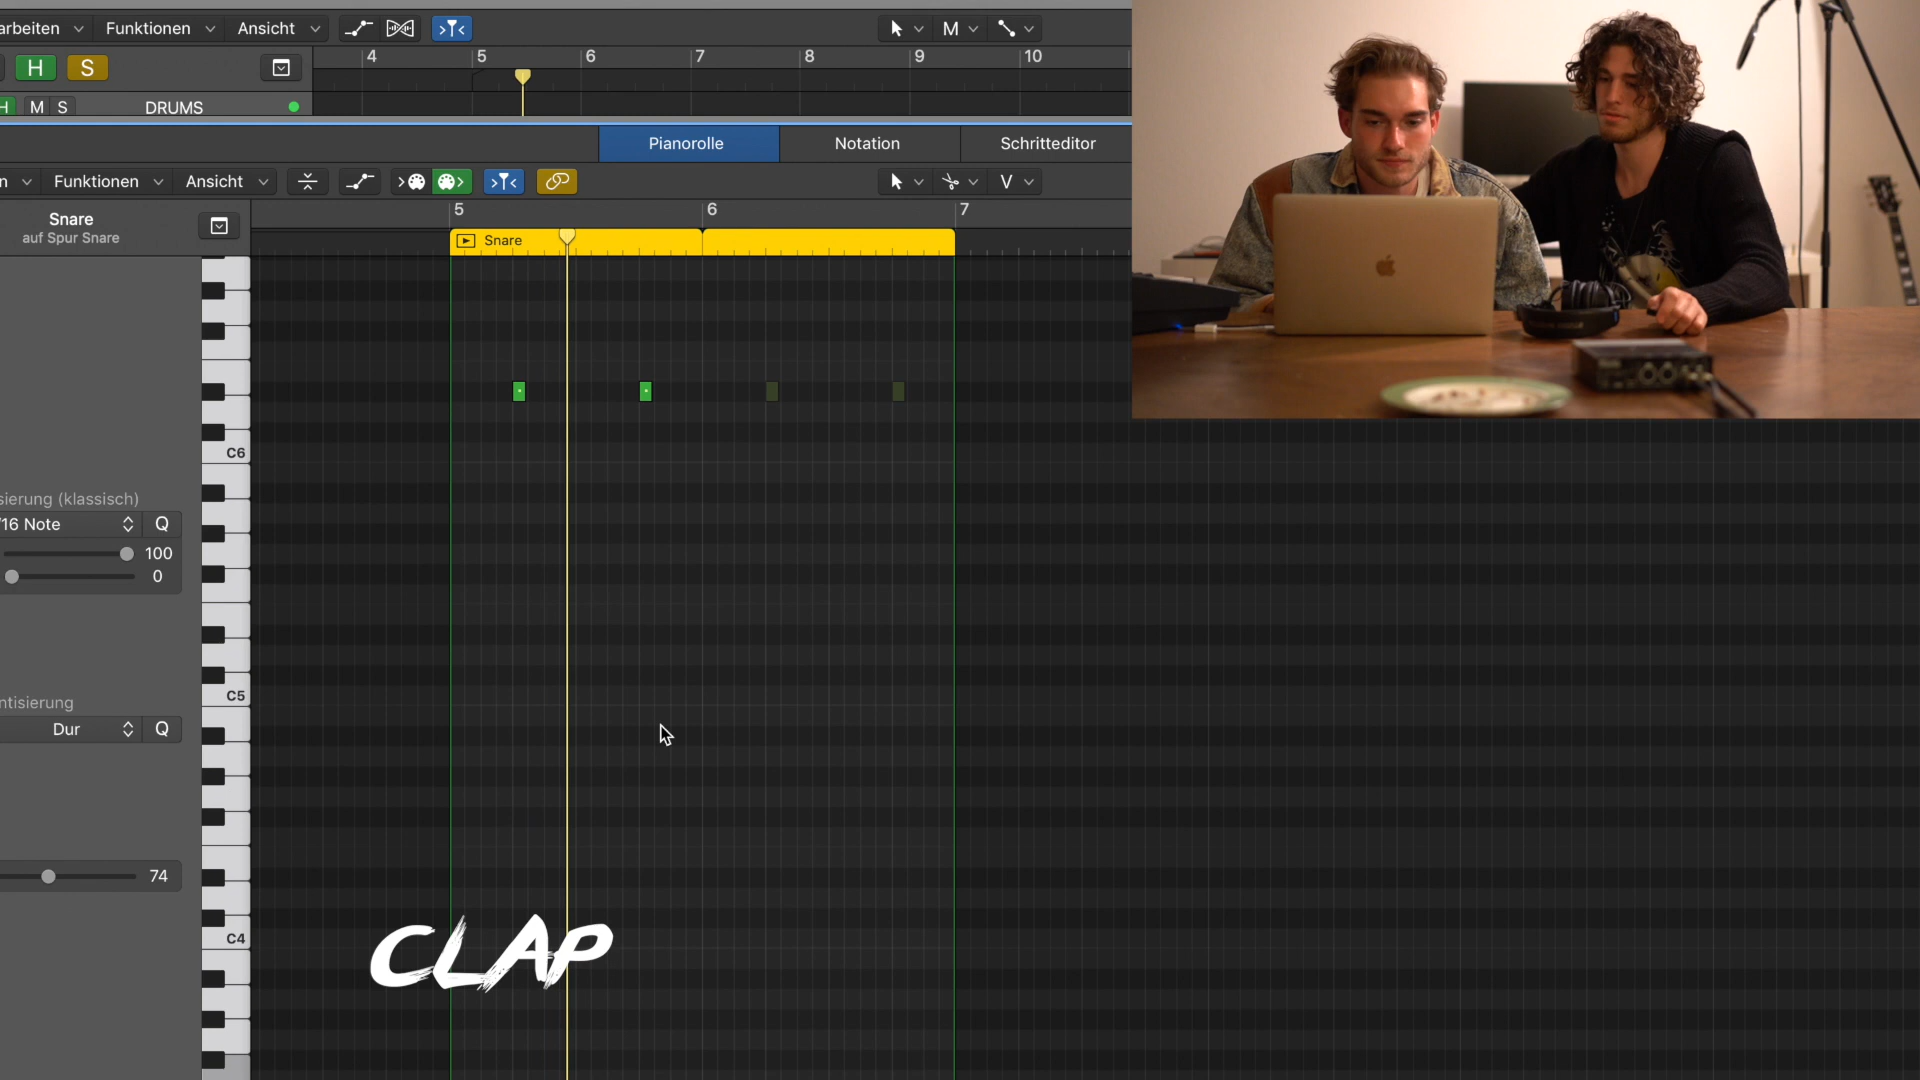 arbeiten Funktionen Ansicht M
4 5 6 7 8 9 10
H S
H M S DRUMS
Pianorolle Notation Schritteditor
n Funktionen Ansicht V
Snare
auf Spur Snare
5 6 7
Snare
C6
sierung (klassisch)
/16 Note Q
100
0
C5
ntisierung
Dur Q
74
C4
CLAP